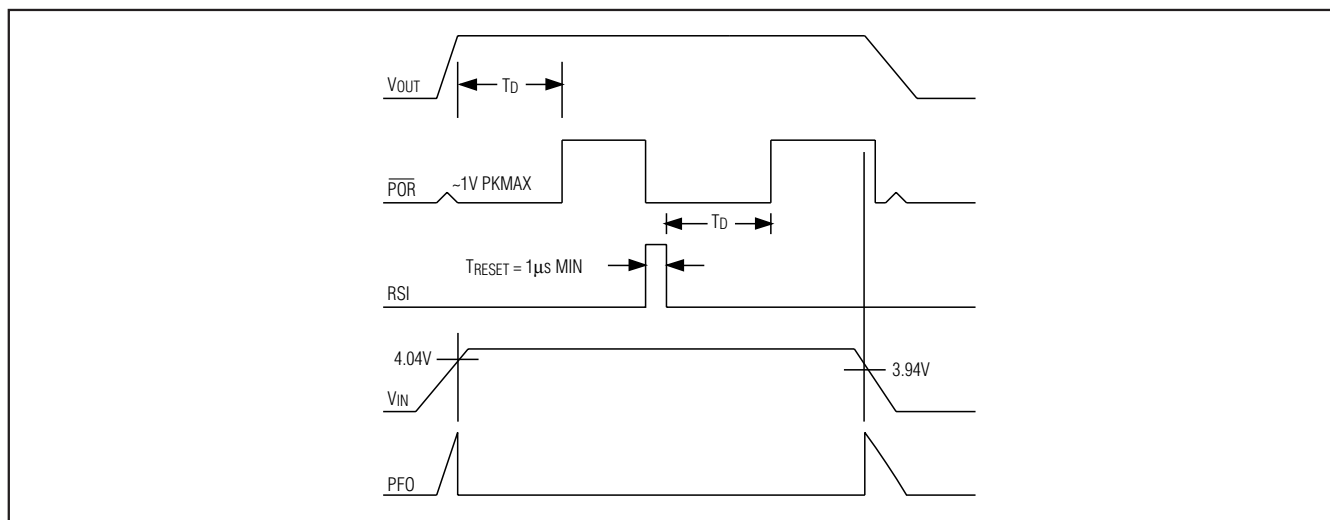 VOUT
TD
POR
~1V PKMAX
TD
TRESET = 1μs MIN
RSI
4.04V
3.94V
VIN
PFO